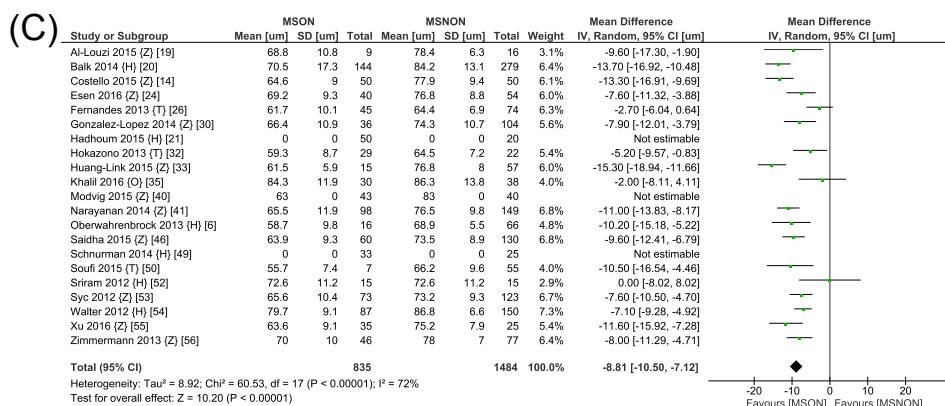 (C)
MSON MSNON Mean Difference Mean Difference
Study or Subgroup Mean [um] SD [um] Total Mean [um] SD [um] Total Weight IV, Random, 95% CI [um] IV, Random, 95% CI [um]
Al-Louzi 2015 {Z} [19] 68.8 10.8 9 78.4 6.3 16 3.1% -9.60 [-17.30, -1.90]
Balk 2014 {H} [20] 70.5 17.3 144 84.2 13.1 279 6.4% -13.70 [-16.92, -10.48]
Costello 2015 {Z} [14] 64.6 9 50 77.9 9.4 50 6.0% -13.30 [-16.91, -9.69]
Esen 2016 {Z} [24] 69.2 9.3 40 76.8 8.8 54 6.0% -7.60 [-11.32, -3.88]
Fernandes 2013 {T} [26] 61.7 10.1 45 64.4 6.9 74 6.3% -2.70 [-6.04, 0.64]
Gonzalez-Lopez 2014 {Z} [30] 66.4 10.9 36 74.3 10.7 104 5.6% -7.90 [-12.01, -3.79]
Hadhoum 2015 {H} [21] 0 0 50 0 0 20 Not estimable
Hokazono 2013 {T} [32] 59.3 8.7 29 64.5 7.2 22 5.4% -5.20 [-9.57, -0.83]
Huang-Link 2015 {Z} [33] 61.5 5.9 15 76.8 8 57 6.0% -15.30 [-18.94, -11.66]
Khalil 2016 {O} [35] 84.3 11.9 30 86.3 13.8 38 4.0% -2.00 [-8.11, 4.11]
Modvig 2015 {Z} [40] 63 0 43 83 0 40 Not estimable
Narayanan 2014 {Z} [41] 65.5 11.9 98 76.5 9.8 149 6.8% -11.00 [-13.83, -8.17]
Oberwahrenbrock 2013 {H} [6] 58.7 9.8 16 68.9 5.5 66 4.9% -10.20 [-15.18, -5.22]
Saidha 2015 {Z} [46] 63.9 9.3 60 73.5 8.9 130 6.8% -9.60 [-12.41, -6.79]
Schnurman 2014 {H} [49] 0 0 33 0 0 25 Not estimable
Soufi 2015 {T} [50] 55.7 7.4 7 66.2 9.6 55 4.0% -10.50 [-16.54, -4.46]
Sriram 2012 {H} [52] 72.6 11.2 15 72.6 11.2 15 2.9% 0.00 [-8.02, 8.02]
Syc 2012 {Z} [53] 65.6 10.4 73 73.2 9.3 123 6.8% -7.60 [-10.50, -4.70]
Walter 2012 {H} [54] 79.7 9.1 87 86.8 6.6 150 7.3% -7.10 [-9.28, -4.92]
Xu 2016 {Z} [55] 63.6 9.1 35 75.2 7.9 25 5.4% -11.60 [-15.92, -7.28]
Zimmermann 2013 {Z} [56] 70 10 46 78 7 77 6.3% -8.00 [-11.29, -4.71]
Total (95% CI) 835 1484 100.0% -8.81 [-10.50, -7.12]
Heterogeneity: Tau² = 8.92; Chi² = 60.53, df = 17 (P < 0.00001); I² = 72%
Test for overall effect: Z = 10.20 (P < 0.00001)
-20 -10 0 10 20
Favours [MSON] Favours [MSNON]